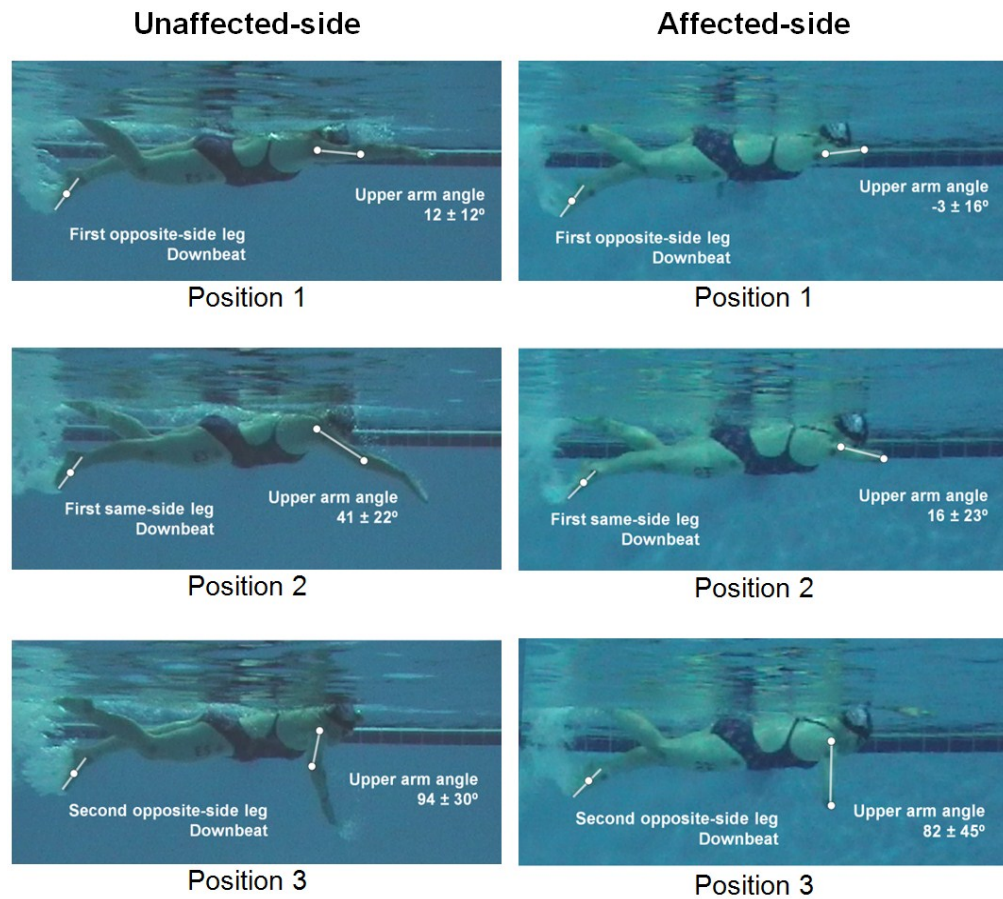 Unaffected-side
Affected-side
Upper arm angle
12 ± 12º
First opposite-side leg
Downbeat
Position 1
Upper arm angle
-3 ± 16º
First opposite-side leg
Downbeat
Position 1
Upper arm angle
41 ± 22º
First same-side leg
Downbeat
Position 2
Upper arm angle
16 ± 23º
First same-side leg
Downbeat
Position 2
Upper arm angle
94 ± 30º
Second opposite-side leg
Downbeat
Position 3
Upper arm angle
82 ± 45º
Second opposite-side leg
Downbeat
Position 3